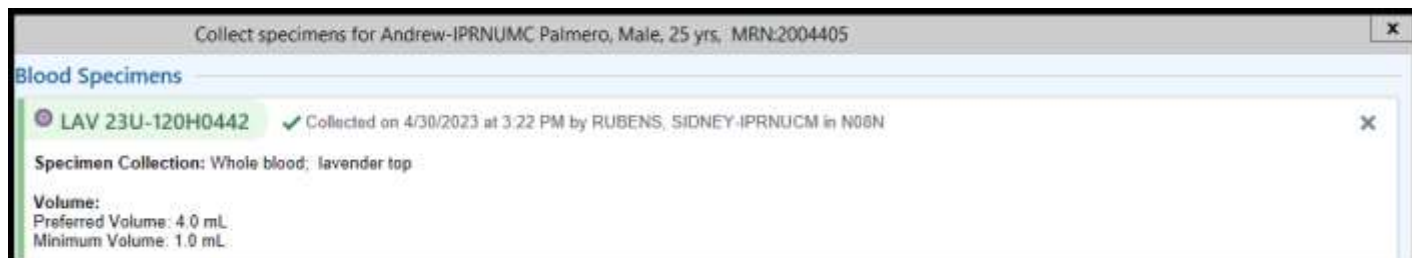 Collect specimens for Andrew-IPRNUMC Palmero, Male, 25 yrs, MRN:2004405
x
Blood Specimens
LAV 23U-120H0442 ✓ Collected on 4/30/2023 at 3:22 PM by RUBENS, SIDNEY-IPRNUCM in N08N
Specimen Collection: Whole blood; lavender top
Volume:
Preferred Volume: 4.0 mL
Minimum Volume: 1.0 mL